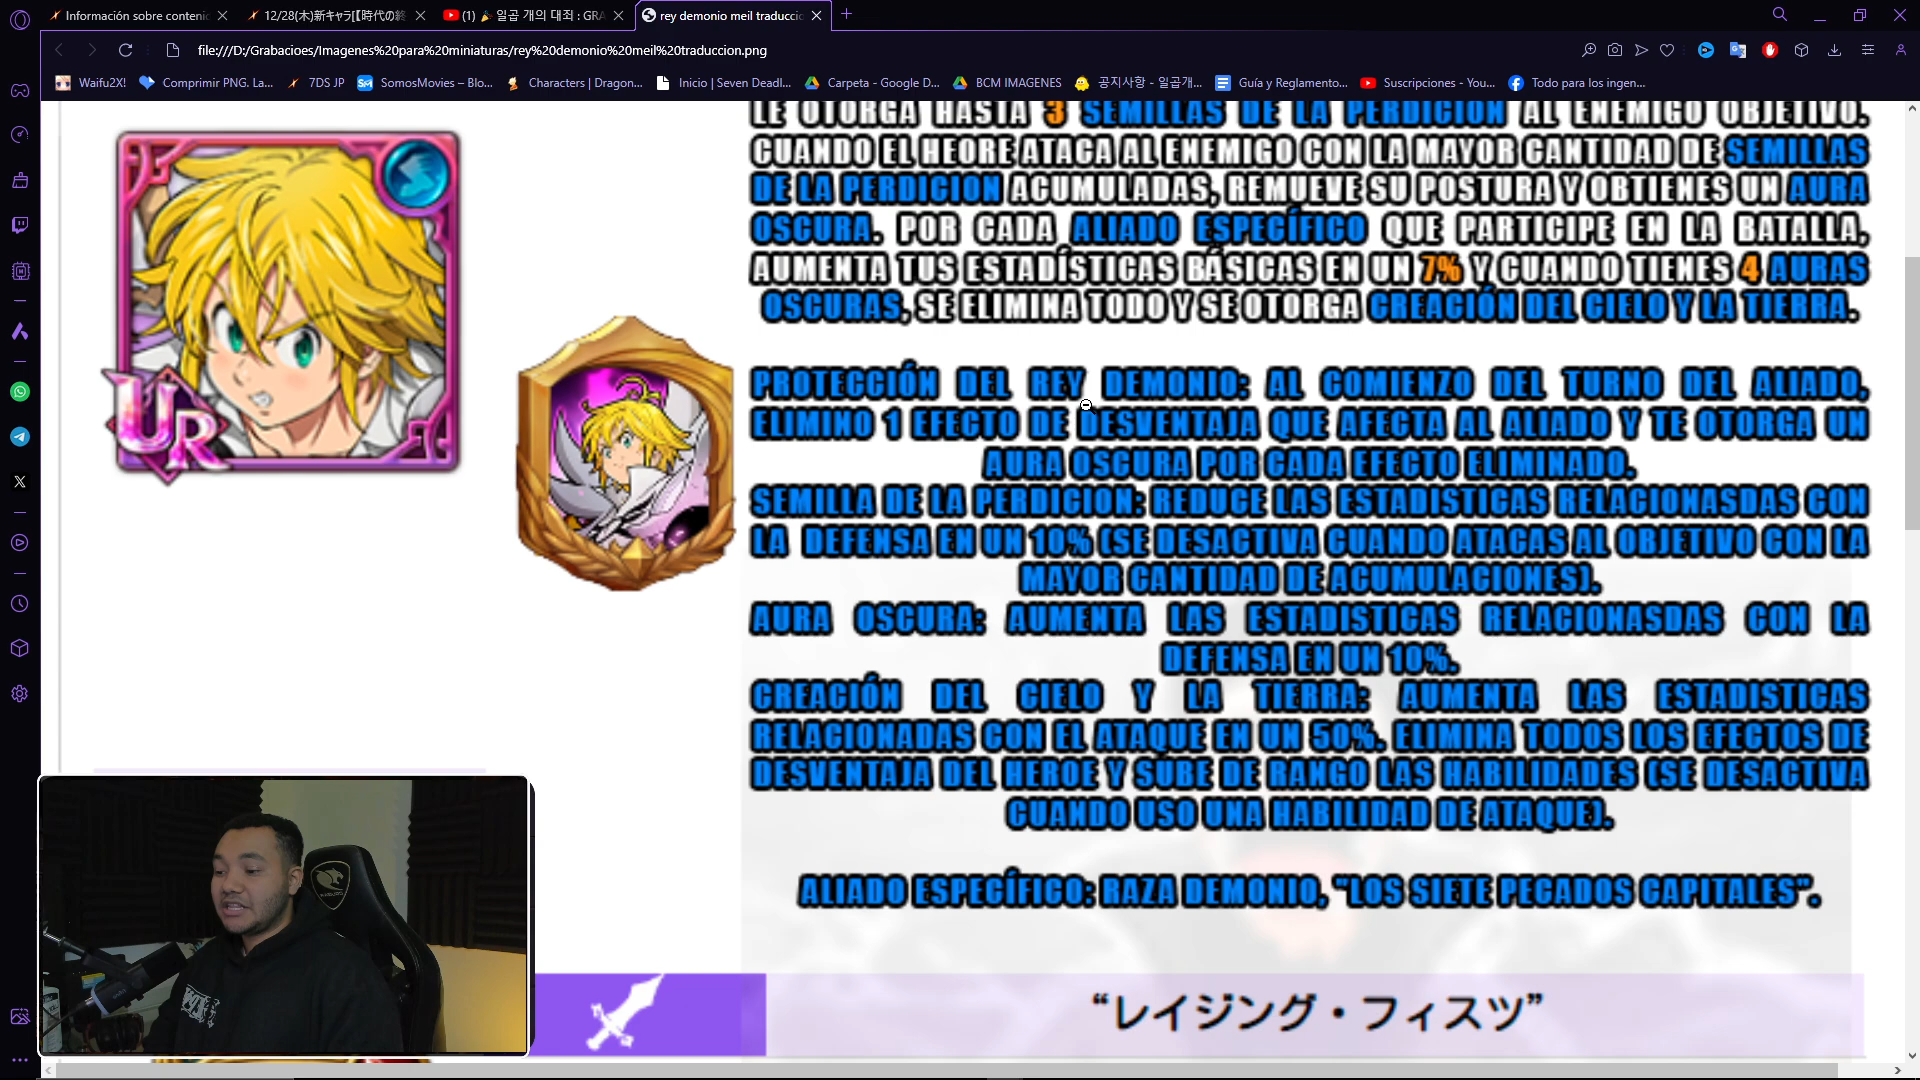 Información sobre conteni
12/28(木)新キャラ[【時代の終
(1) 🎉 일곱 개의 대죄 : GRA
rey demonio meil traducci
file:///D:/Grabacioes/Imagenes%20para%20miniaturas/rey%20demonio%20meil%20traduccion.png
Waifu2X!
Comprimir PNG. La...
7DS JP
SomosMovies – Blo...
Characters | Dragon...
Inicio | Seven Deadl...
Carpeta - Google D...
BCM IMAGENES
공지사항 - 일곱개...
Guía y Reglamento...
Suscripciones - You...
Todo para los ingen...
LE OTORGA HASTA 3 SEMILLAS DE LA PERDICION AL ENEMIGO OBJETIVO.
CUANDO EL HEORE ATACA AL ENEMIGO CON LA MAYOR CANTIDAD DE SEMILLAS
DE LA PERDICION ACUMULADAS, REMUEVE SU POSTURA Y OBTIENES UN AURA
OSCURA. POR CADA ALIADO ESPECÍFICO QUE PARTICIPE EN LA BATALLA,
AUMENTA TUS ESTADÍSTICAS BÁSICAS EN UN 7% Y CUANDO TIENES 4 AURAS
OSCURAS, SE ELIMINA TODO Y SE OTORGA CREACIÓN DEL CIELO Y LA TIERRA.
PROTECCIÓN DEL REY DEMONIO: AL COMIENZO DEL TURNO DEL ALIADO,
ELIMINO 1 EFECTO DE DESVENTAJA QUE AFECTA AL ALIADO Y TE OTORGA UN
AURA OSCURA POR CADA EFECTO ELIMINADO.
SEMILLA DE LA PERDICION: REDUCE LAS ESTADISTICAS RELACIONASDAS CON
LA DEFENSA EN UN 10% (SE DESACTIVA CUANDO ATACAS AL OBJETIVO CON LA
MAYOR CANTIDAD DE ACUMULACIONES).
AURA OSCURA: AUMENTA LAS ESTADISTICAS RELACIONASDAS CON LA
DEFENSA EN UN 10%.
CREACIÓN DEL CIELO Y LA TIERRA: AUMENTA LAS ESTADISTICAS
RELACIONADAS CON EL ATAQUE EN UN 50%. ELIMINA TODOS LOS EFECTOS DE
DESVENTAJA DEL HEROE Y SUBE DE RANGO LAS HABILIDADES (SE DESACTIVA
CUANDO USO UNA HABILIDAD DE ATAQUE).
ALIADO ESPECÍFICO: RAZA DEMONIO, "LOS SIETE PECADOS CAPITALES".
UR
“レイジング・フィスツ”